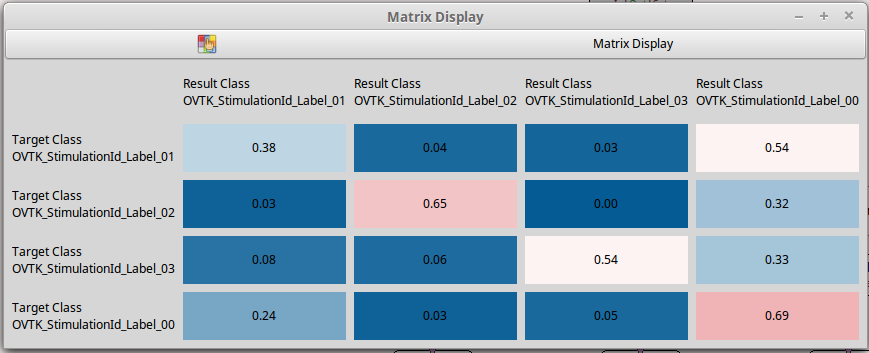 Matrix Display
Matrix Display
Result Class Result Class Result Class Result Class
OVTK_StimulationId_Label_01 OVTK_StimulationId_Label_02 OVTK_StimulationId_Label_03 OVTK_StimulationId_Label_00
Target Class
OVTK_StimulationId_Label_01
0.38 0.04 0.03 0.54
Target Class
OVTK_StimulationId_Label_02
0.03 0.65 0.00 0.32
Target Class
OVTK_StimulationId_Label_03
0.08 0.06 0.54 0.33
Target Class
OVTK_StimulationId_Label_00
0.24 0.03 0.05 0.69